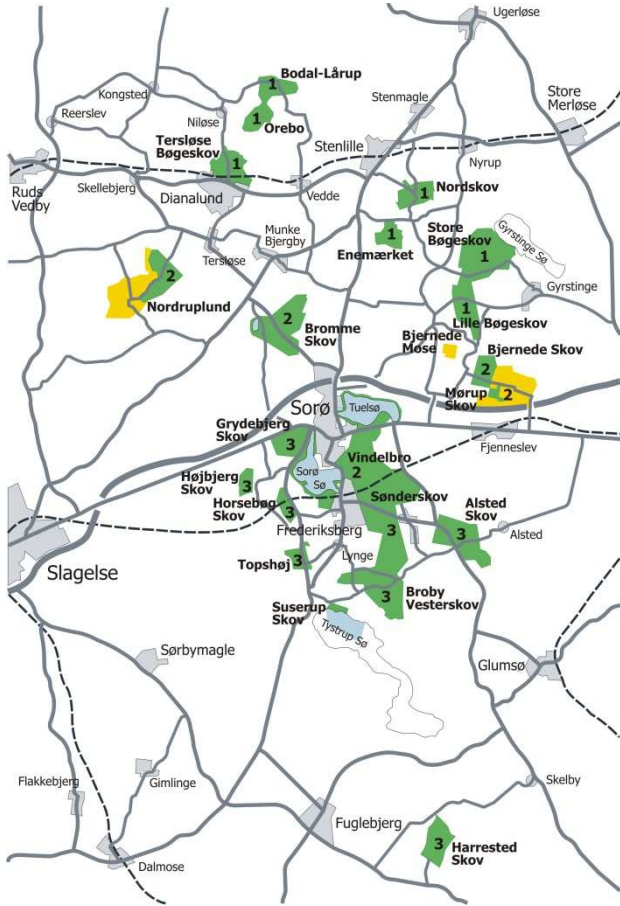 Ugerløse
Bodal-Lårup
1
Kongsted
Reerslev
Niløse
1
Orebo
Stenmagle
Store
Merløse
Tersløse
Bøgeskov
1
Stenlille
Nyrup
Ruds
Vedby
Skellebjerg
Dianalund
Vedde
1
Nordskov
Munke
Bjergby
Tersløse
1
Enemærket
Store
Bøgeskov
1
Gyrstinge Sø
2
Nordruplund
Gyrstinge
1
Lille Bøgeskov
2
Bromme
Skov
Bjernede
Mose
Bjernede Skov
2
Mørup
Skov
2
Sorø
Tuelsø
Grydebjerg
Skov
3
Fjenneslev
Vindelbro
2
Sorø
Sø
Højbjerg
Skov
3
Horsebøg
Skov
3
Sønderskov
3
Alsted
Skov
3
Alsted
Frederiksberg
Slagelse
Topshøj
3
Lynge
3
Broby
Vesterskov
Suserup
Skov
Tystrup Sø
Sørbymagle
Glumsø
Flakkebjerg
Gimlinge
Skelby
Fuglebjerg
3
Harrested
Skov
Dalmose